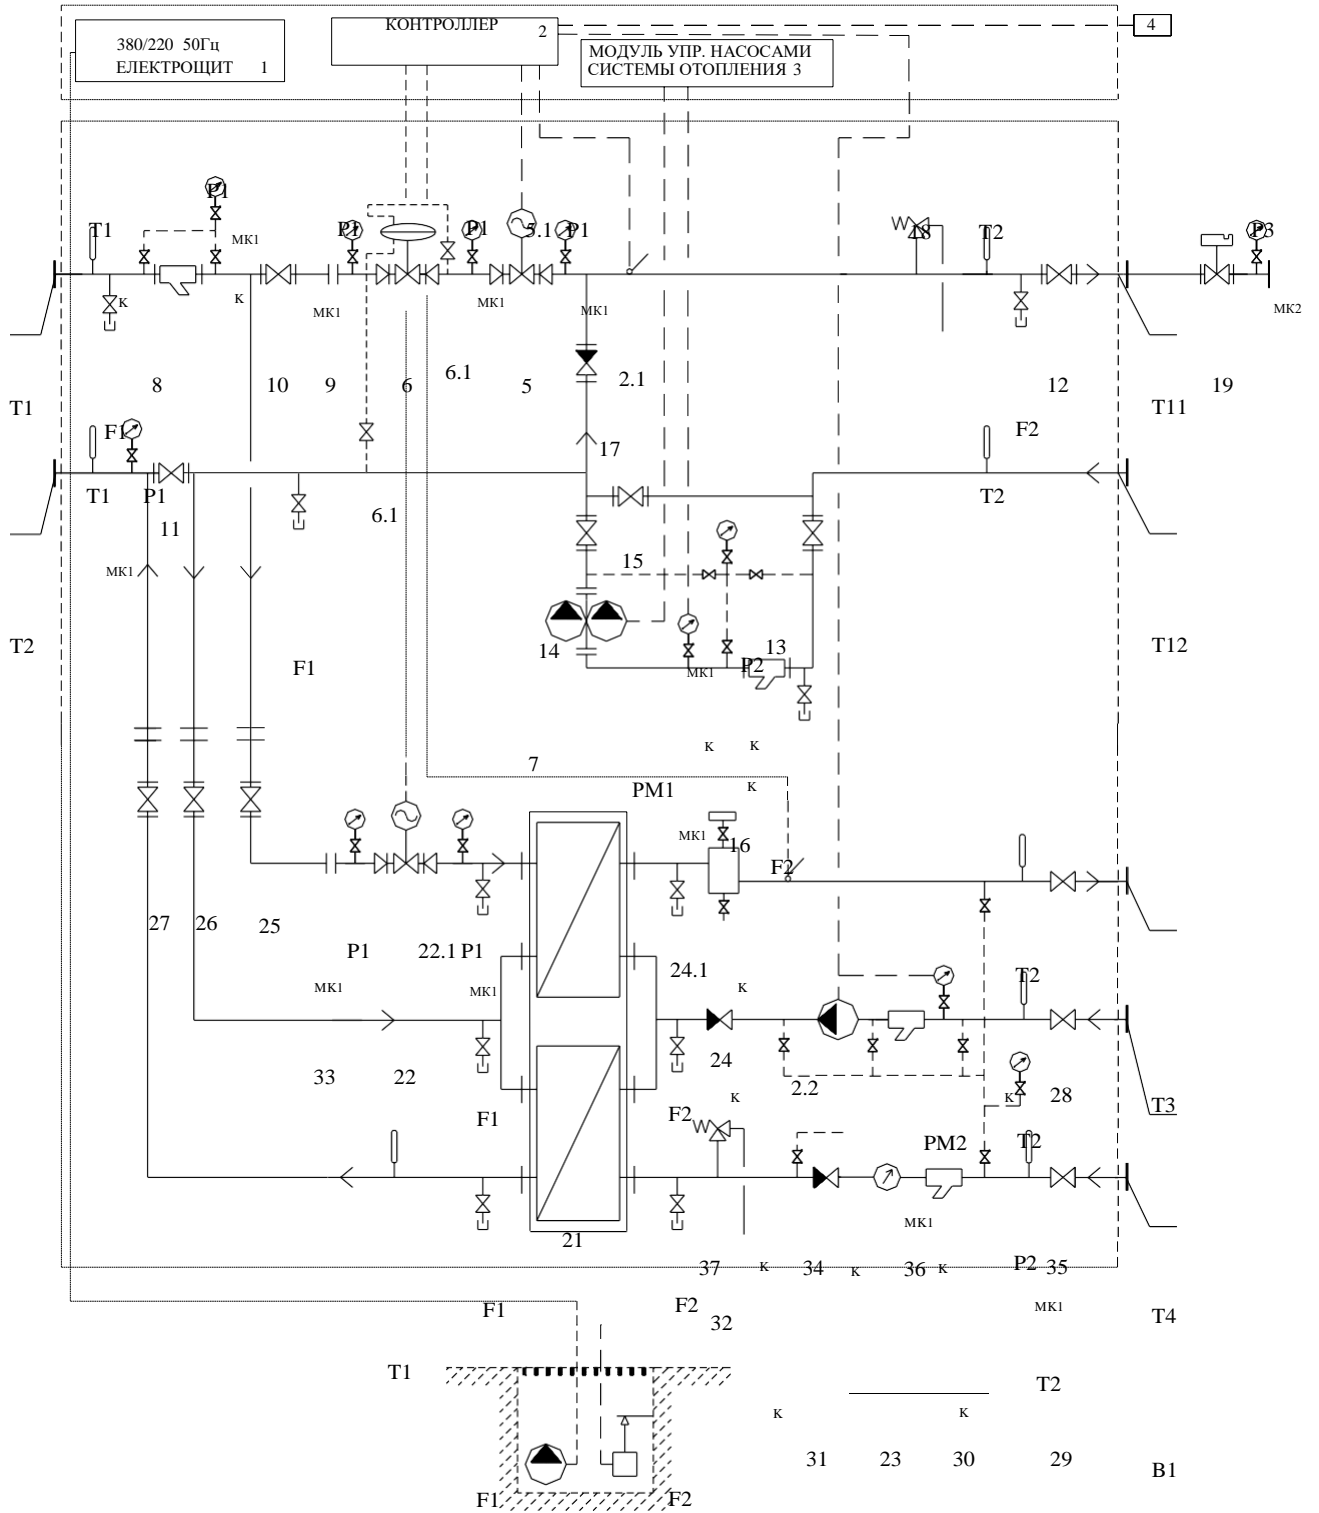 КОНТРОЛЛЕР
2
4
380/220 50Гц
ЕЛЕКТРОЩИТ 1
МОДУЛЬ УПР. НАСОСАМИ
СИСТЕМЫ ОТОПЛЕНИЯ 3
P1
T1 P1 P1 5.1 P1 18 T2 P3
МК1
К К МК1 МК1 МК1 МК2
8 10 9 6 6.1 5 2.1 12 19
T1 T11
F1 F2
17
T1 P1 T2
11 6.1
15
МК1
T2 14 13 T12
F1 P2
МК1
К К
7
PM1 К
МК1 16
F2
27 26 25
P1 22.1 P1
24.1 T2
МК1 МК1 К
33 22 24 2.2 28
К К
F1 F2 T3
PM2 T2
МК1
21
37 К 34 К 36 К P2 35
F1 F2 МК1
32 T4
T1
T2
К К
31 23 30 29
B1
F1 F2